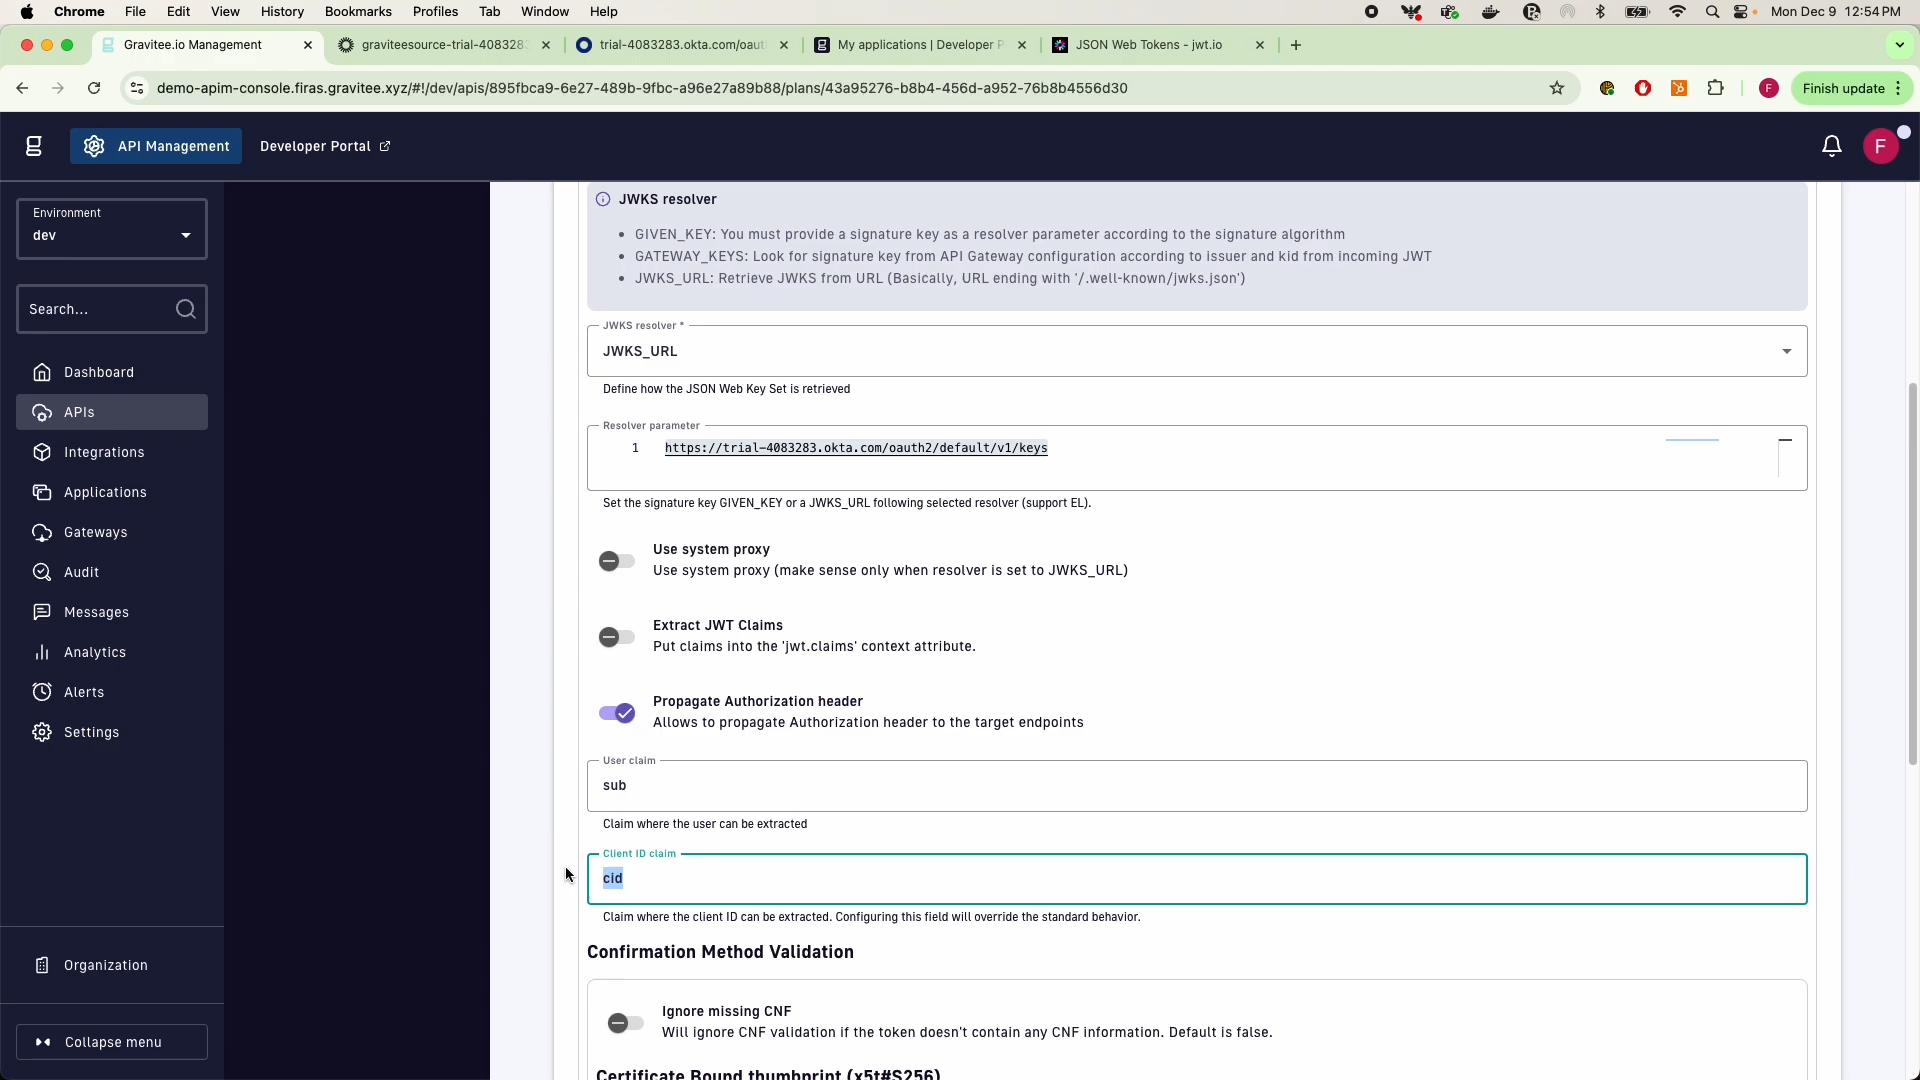 Chrome File Edit View History Bookmarks Profiles Tab Window Help Mon Dec 9 12:54 PM
Gravitee.io Management graviteesource-trial-4083283 trial-4083283.okta.com/oaut My applications | Developer P JSON Web Tokens - jwt.io
demo-apim-console.firas.gravitee.xyz/#!/dev/apis/895fbca9-6e27-489b-9fbc-a96e27a89b88/plans/43a95276-b8b4-456d-a952-76b8b4556d30 F Finish update
API Management Developer Portal F
Environment
dev
Search...
Dashboard
APIs
Integrations
Applications
Gateways
Audit
Messages
Analytics
Alerts
Settings
Organization
Collapse menu
JWKS resolver
GIVEN_KEY: You must provide a signature key as a resolver parameter according to the signature algorithm
GATEWAY_KEYS: Look for signature key from API Gateway configuration according to issuer and kid from incoming JWT
JWKS_URL: Retrieve JWKS from URL (Basically, URL ending with '/.well-known/jwks.json')
JWKS resolver *
JWKS_URL
Define how the JSON Web Key Set is retrieved
Resolver parameter
1 https://trial-4083283.okta.com/oauth2/default/v1/keys
Set the signature key GIVEN_KEY or a JWKS_URL following selected resolver (support EL).
Use system proxy
Use system proxy (make sense only when resolver is set to JWKS_URL)
Extract JWT Claims
Put claims into the 'jwt.claims' context attribute.
Propagate Authorization header
Allows to propagate Authorization header to the target endpoints
User claim
sub
Claim where the user can be extracted
Client ID claim
cid
Claim where the client ID can be extracted. Configuring this field will override the standard behavior.
Confirmation Method Validation
Ignore missing CNF
Will ignore CNF validation if the token doesn't contain any CNF information. Default is false.
Certificate Bound thumbprint (x5t#S256)